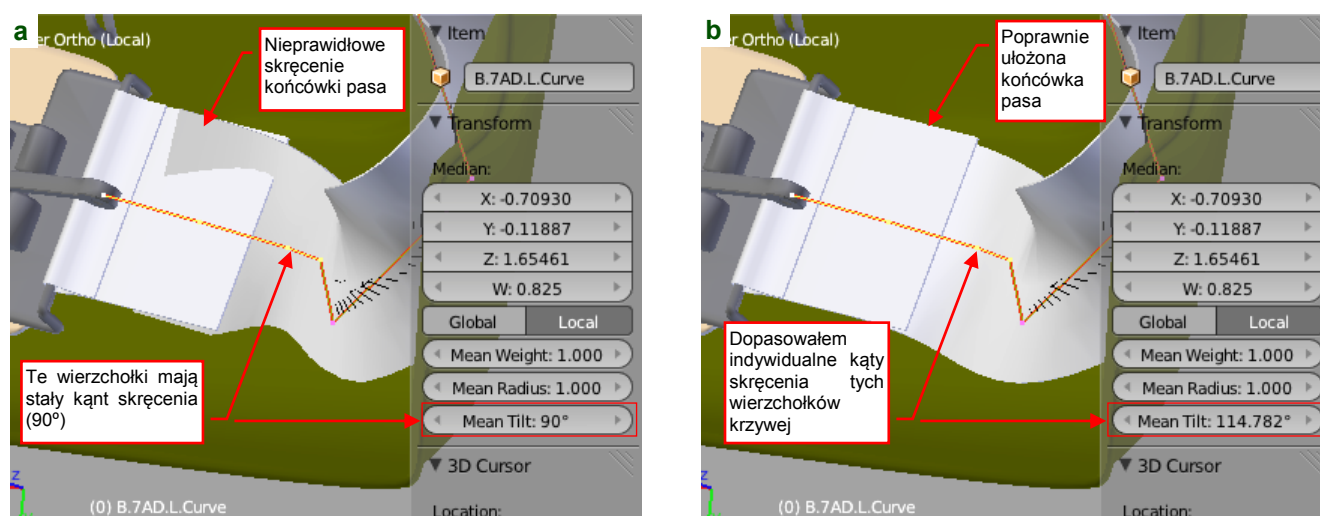 a
er Ortho (Local)
Nieprawidłowe
skręcenie
końcówki pasa
Te wierzchołki mają
stały kąnt skręcenia
(90º)
Item
B.7AD.L.Curve
Transform
Median:
X: -0.70930
Y: -0.11887
Z: 1.65461
W: 0.825
Global Local
Mean Weight: 1.000
Mean Radius: 1.000
Mean Tilt: 90°
3D Cursor
Location:
z
(0) B.7AD.L.Curve
b
er Ortho (Local)
Poprawnie
ułożona
końcówka
pasa
Dopasowałem
indywidualne kąty
skręcenia tych
wierzchołków
krzywej
Item
B.7AD.L.Curve
Transform
Median:
X: -0.70930
Y: -0.11887
Z: 1.65461
W: 0.825
Global Local
Mean Weight: 1.000
Mean Radius: 1.000
Mean Tilt: 114.782°
3D Cursor
Location:
z
(0) B.7AD.L.Curve